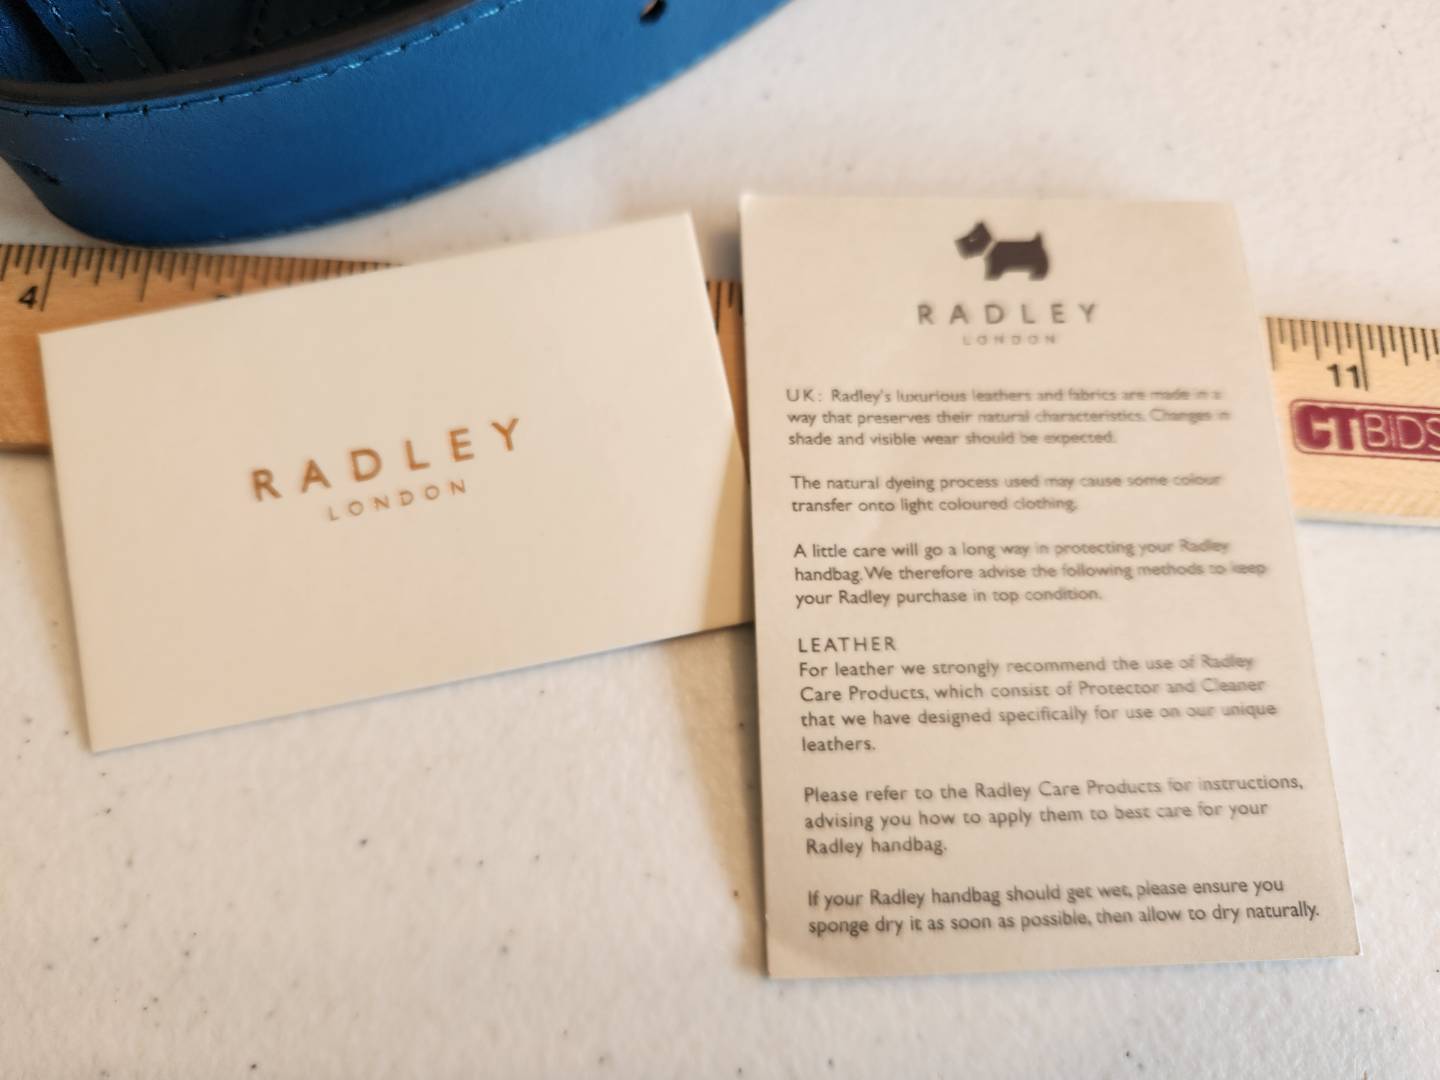 4
RADLEY
LONDON
RADLEY
LONDON
UK: Radley's luxurious leathers and fabrics are made in a
way that preserves their natural characteristics. Changes in
shade and visible wear should be expected.
The natural dyeing process used may cause some colour
transfer onto light coloured clothing.
A little care will go a long way in protecting your Radley
handbag. We therefore advise the following methods to keep
your Radley purchase in top condition.
LEATHER
For leather we strongly recommend the use of Radley
Care Products, which consist of Protector and Cleaner
that we have designed specifically for use on our unique
leathers.
Please refer to the Radley Care Products for instructions,
advising you how to apply them to best care for your
Radley handbag.
If your Radley handbag should get wet, please ensure you
sponge dry it as soon as possible, then allow to dry naturally.
11
CTBIDS